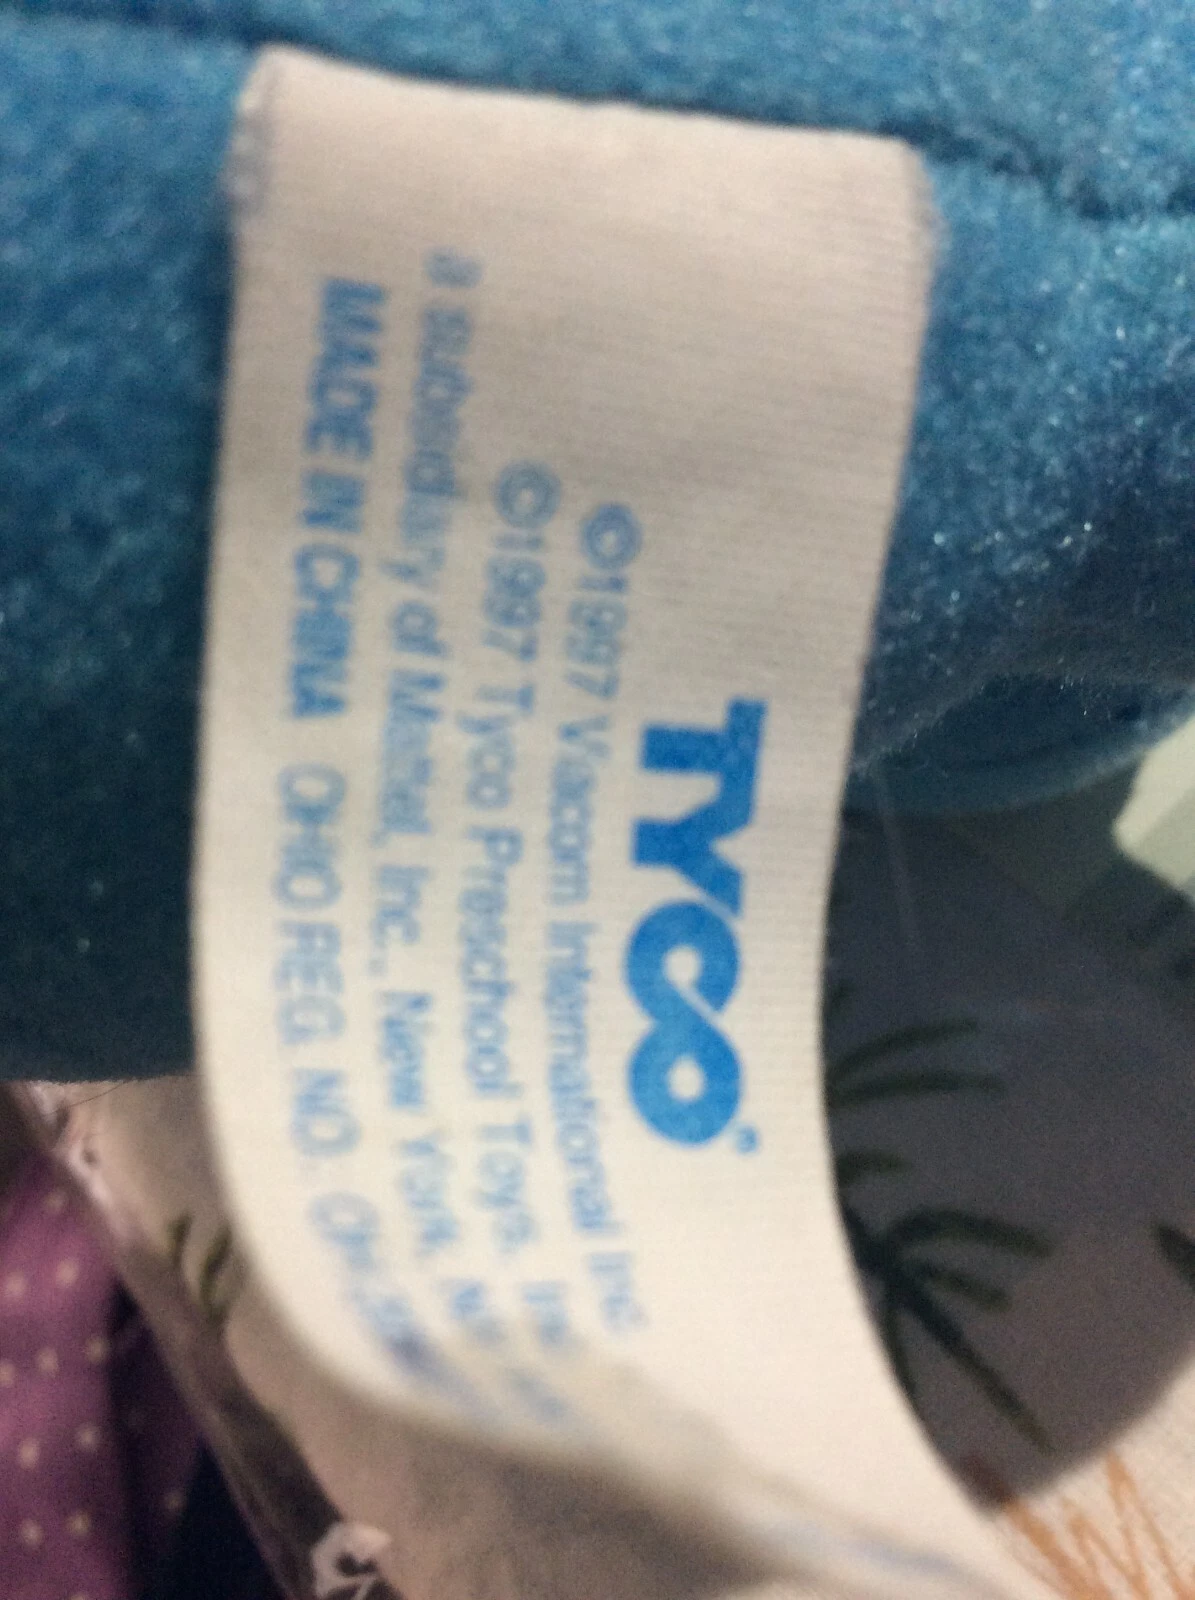 TYCO®
©1997 Viacom International Inc
©1997 Tyco Preschool Toys,
a subsidiary of Mattel, Inc., New York,
MADE IN CHINA OHIO REG. NO.